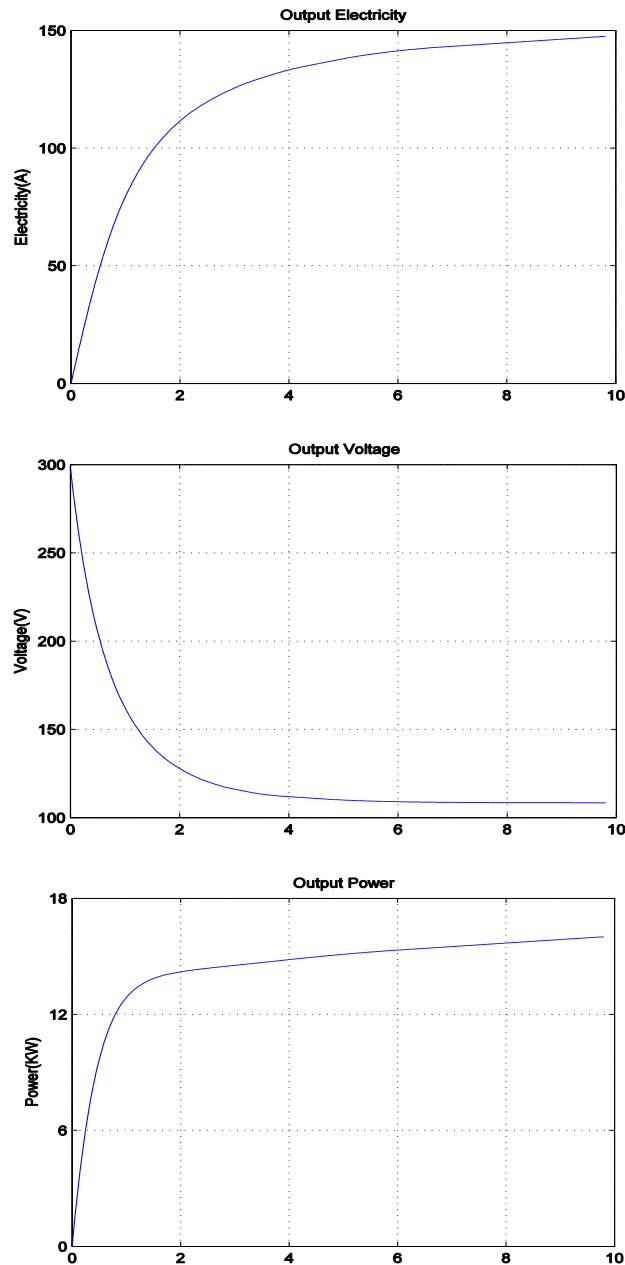 Output Electricity
150
100
50
0
Electricity(A)
0 2 4 6 8 10
Output Voltage
300
250
200
150
100
Voltage(V)
0 2 4 6 8 10
Output Power
18
12
6
0
Power(KW)
0 2 4 6 8 10